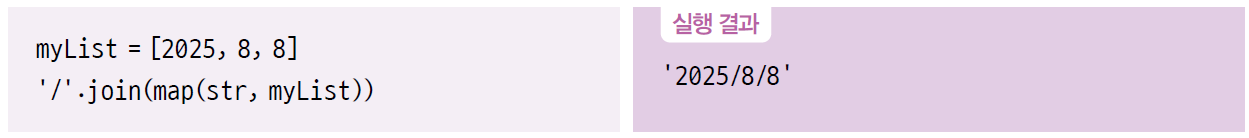 myList = [2025, 8, 8]
'/'.join(map(str, myList))
실행 결과
'2025/8/8'